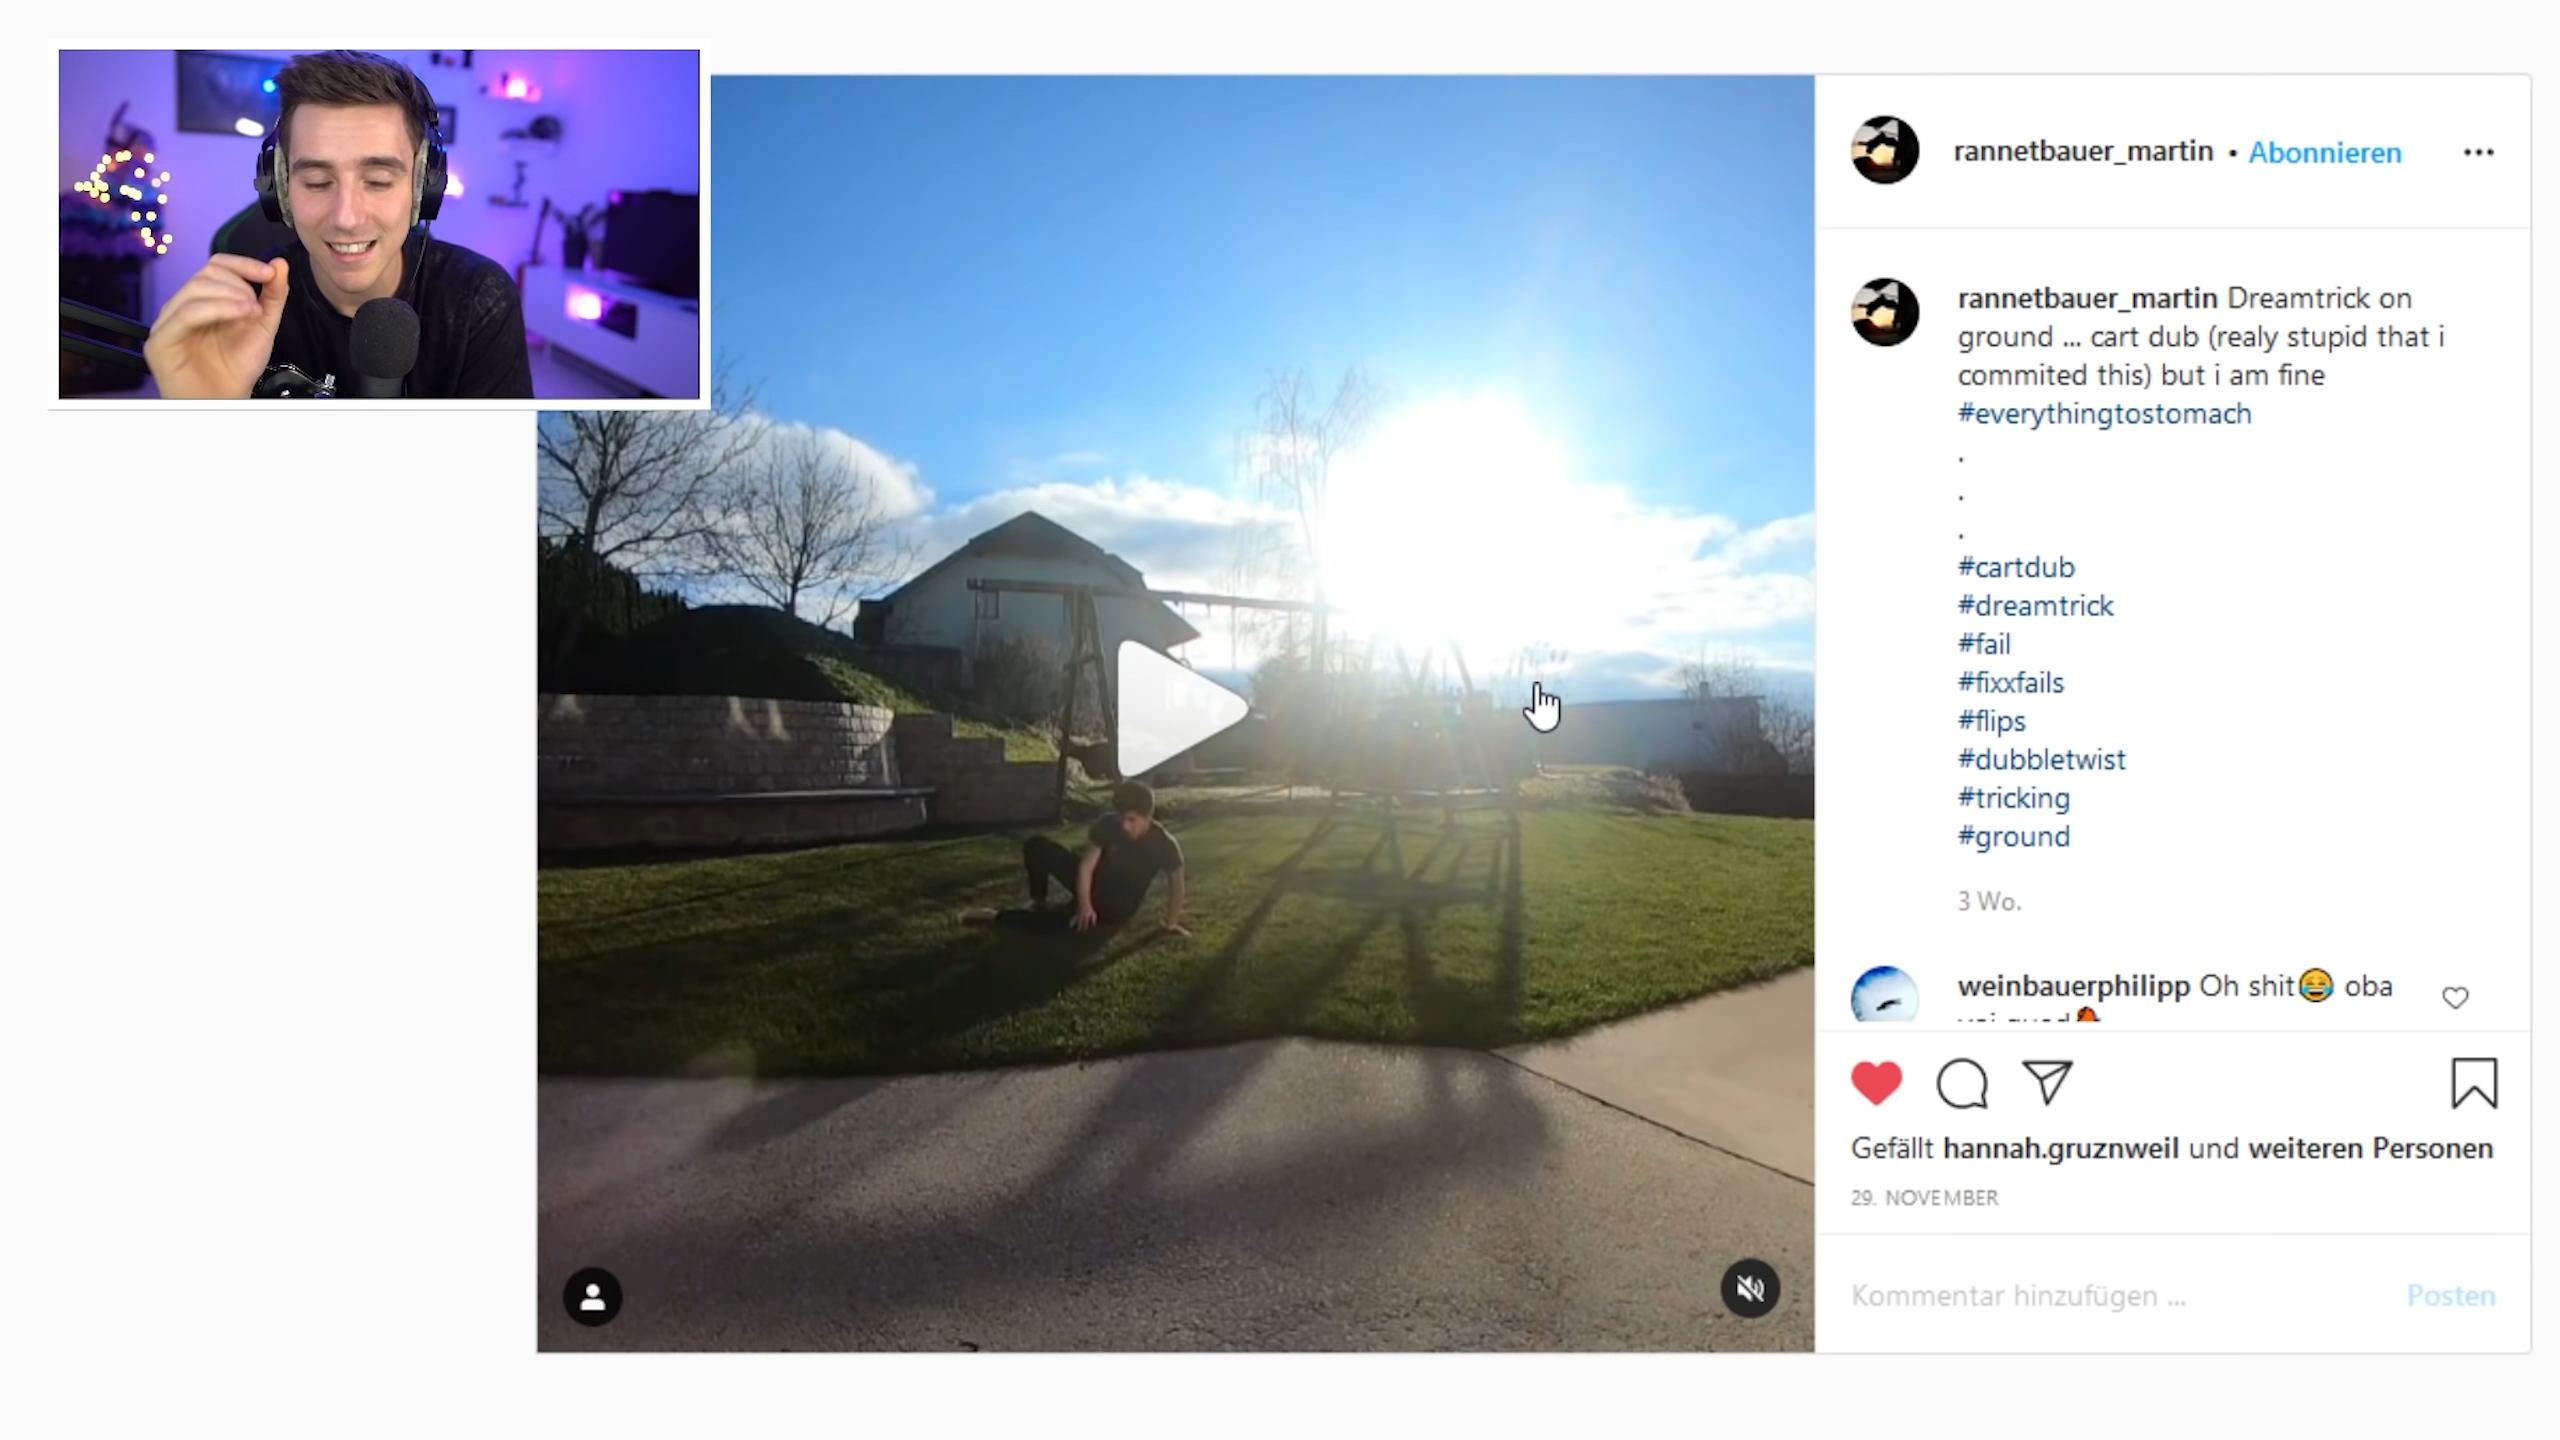 rannetbauer_martin • Abonnieren
rannetbauer_martin Dreamtrick on
ground ... cart dub (realy stupid that i
commited this) but i am fine
#everythingtostomach
.
.
.
#cartdub
#dreamtrick
#fail
#fixxfails
#flips
#dubbletwist
#tricking
#ground
3 Wo.
weinbauerphilipp Oh shit😂 oba
Gefällt hannah.gruznweil und weiteren Personen
29. NOVEMBER
Kommentar hinzufügen ... Posten